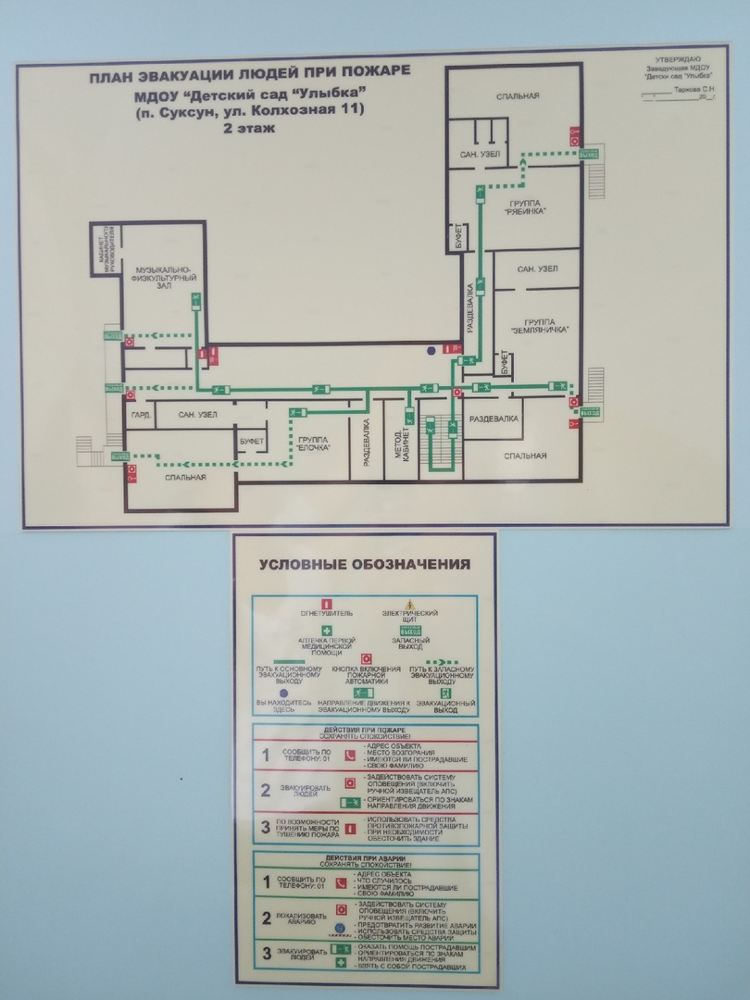 ПЛАН ЭВАКУАЦИИ ЛЮДЕЙ ПРИ ПОЖАРЕ
МДОУ "Детский сад "Улыбка"
(п. Суксун, ул. Колхозная 11)
2 этаж
УТВЕРЖДАЮ
Заведующая МДОУ
"Детски сад "Улыбка"
Таркова С.Н.
20
СПАЛЬНАЯ
САН. УЗЕЛ
ГРУППА
"РЯБИНКА"
БУФЕТ
КАБИНЕТ
МУЗЫКАЛЬНОГО
РУКОВОДИТЕЛЯ
МУЗЫКАЛЬНО-
ФИЗКУЛЬТУРНЫЙ
ЗАЛ
САН. УЗЕЛ
РАЗДЕВАЛКА
ГРУППА
"ЗЕМЛЯНИЧКА"
БУФЕТ
ГАРД.
САН. УЗЕЛ
БУФЕТ
ГРУППА
"ЕЛОЧКА"
РАЗДЕВАЛКА
МЕТОД.
КАБИНЕТ
РАЗДЕВАЛКА
СПАЛЬНАЯ
СПАЛЬНАЯ
УСЛОВНЫЕ ОБОЗНАЧЕНИЯ
ОГНЕТУШИТЕЛЬ
ЭЛЕКТРИЧЕСКИЙ
ЩИТ
АПТЕЧКА ПЕРВОЙ
МЕДИЦИНСКОЙ
ПОМОЩИ
ЗАПАСНЫЙ
ВЫХОД
ПУТЬ К ОСНОВНОМУ
ЭВАКУАЦИОННОМУ
ВЫХОДУ
КНОПКА ВКЛЮЧЕНИЯ
ПОЖАРНОЙ
АВТОМАТИКИ
ПУТЬ К ЗАПАСНОМУ
ЭВАКУАЦИОННОМУ
ВЫХОДУ
ВЫ НАХОДИТЕСЬ
ЗДЕСЬ
НАПРАВЛЕНИЕ ДВИЖЕНИЯ К
ЭВАКУАЦИОННОМУ ВЫХОДУ
ЭВАКУАЦИОННЫЙ
ВЫХОД
ДЕЙСТВИЯ ПРИ ПОЖАРЕ
СОХРАНЯТЬ СПОКОЙСТВИЕ!
1
СООБЩИТЬ ПО
ТЕЛЕФОНУ: 01
- АДРЕС ОБЪЕКТА
- МЕСТО ВОЗГОРАНИЯ
- ИМЕЮТСЯ ЛИ ПОСТРАДАВШИЕ
- СВОЮ ФАМИЛИЮ
2
ЭВАКУИРОВАТЬ
ЛЮДЕЙ
- ЗАДЕЙСТВОВАТЬ СИСТЕМУ
ОПОВЕЩЕНИЯ (ВКЛЮЧИТЬ
РУЧНОЙ ИЗВЕЩАТЕЛЬ АПС)
- ОРИЕНТИРОВАТЬСЯ ПО ЗНАКАМ
НАПРАВЛЕНИЯ ДВИЖЕНИЯ
3
ПО ВОЗМОЖНОСТИ
ПРИНЯТЬ МЕРЫ ПО
ТУШЕНИЮ ПОЖАРА
- ИСПОЛЬЗОВАТЬ СРЕДСТВА
ПРОТИВОПОЖАРНОЙ ЗАЩИТЫ
- ПРИ НЕОБХОДИМОСТИ
ОБЕСТОЧИТЬ ЗДАНИЕ
ДЕЙСТВИЯ ПРИ АВАРИИ
СОХРАНЯТЬ СПОКОЙСТВИЕ!
1
СООБЩИТЬ ПО
ТЕЛЕФОНУ: 01
- АДРЕС ОБЪЕКТА
- ЧТО СЛУЧИЛОСЬ
- ИМЕЮТСЯ ЛИ ПОСТРАДАВШИЕ
- СВОЮ ФАМИЛИЮ
2
ЛОКАЛИЗОВАТЬ
АВАРИЮ
- ЗАДЕЙСТВОВАТЬ СИСТЕМУ
ОПОВЕЩЕНИЯ (ВКЛЮЧИТЬ
РУЧНОЙ ИЗВЕЩАТЕЛЬ АПС)
- ПРЕДОТВРАТИТЬ РАЗВИТИЕ АВАРИИ
- ИСПОЛЬЗОВАТЬ СРЕДСТВА ЗАЩИТЫ
- ОБЕСТОЧИТЬ МЕСТО АВАРИИ
3
ЭВАКУИРОВАТЬ
ЛЮДЕЙ
- ОКАЗАТЬ ПОМОЩЬ ПОСТРАДАВШИМ
- ОРИЕНТИРОВАТЬСЯ ПО ЗНАКАМ
НАПРАВЛЕНИЯ ДВИЖЕНИЯ
- ВЗЯТЬ С СОБОЙ ПОСТРАДАВШИХ